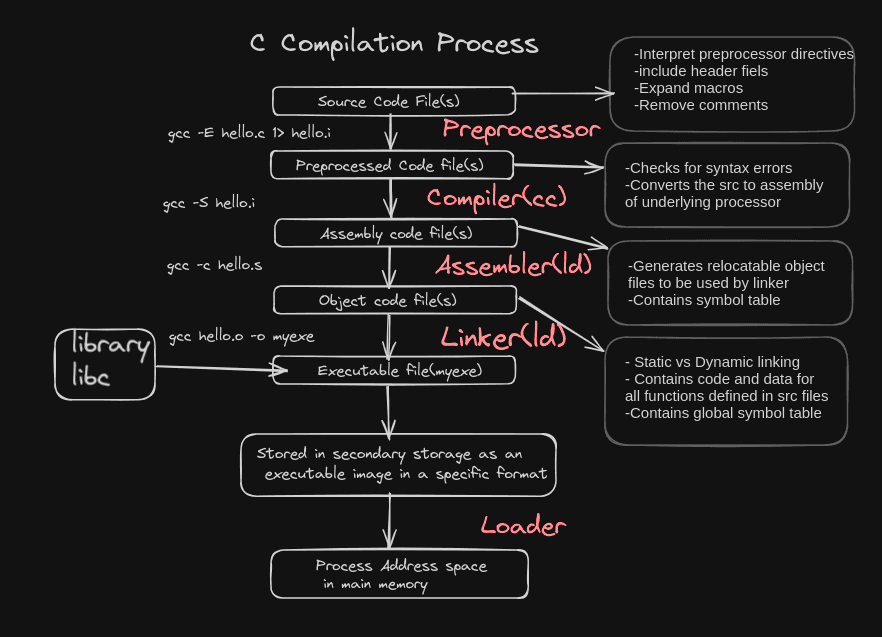 C Compilation Process
-Interpret preprocessor directives
-include header fiels
-Expand macros
-Remove comments
Source Code File(s)
gcc -E hello.c 1> hello.i
Preprocessor
Preprocessed Code file(s)
-Checks for syntax errors
-Converts the src to assembly
of underlying processor
gcc -S hello.i
Compiler(cc)
Assembly code file(s)
gcc -c hello.s
Assembler(ld)
-Generates relocatable object
files to be used by linker
-Contains symbol table
Object code file(s)
gcc hello.o -o myexe
Linker(ld)
library
libc
Executable file(myexe)
- Static vs Dynamic linking
- Contains code and data for
all functions defined in src files
-Contains global symbol table
Stored in secondary storage as an
executable image in a specific format
Loader
Process Address space
in main memory